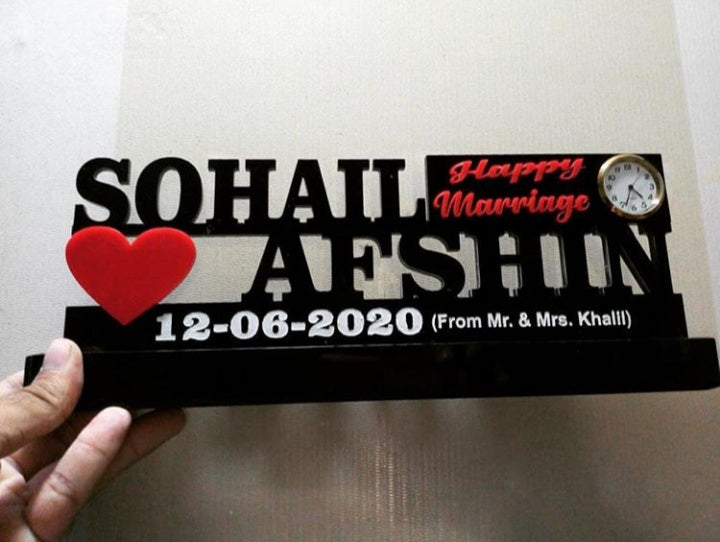 SOHAIL
Happy
Marriage
AFSHIN
12-06-2020 (From Mr. & Mrs. Khalil)